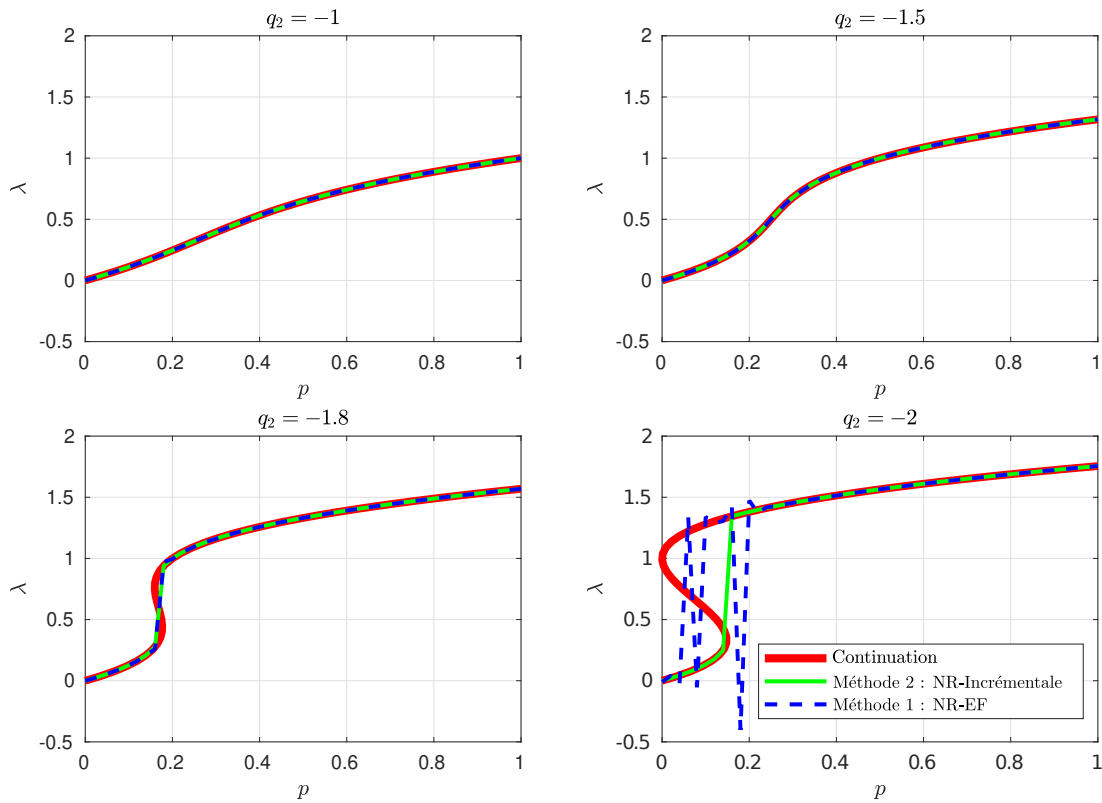 q₂ = −1
2
1.5
1
0.5
0
-0.5
λ
0 0.2 0.4 0.6 0.8 1
p
q₂ = −1.5
2
1.5
1
0.5
0
-0.5
λ
0 0.2 0.4 0.6 0.8 1
p
q₂ = −1.8
2
1.5
1
0.5
0
-0.5
λ
0 0.2 0.4 0.6 0.8 1
p
q₂ = −2
2
1.5
1
0.5
0
-0.5
λ
Continuation
Méthode 2 : NR-Incrémentale
Méthode 1 : NR-EF
0 0.2 0.4 0.6 0.8 1
p